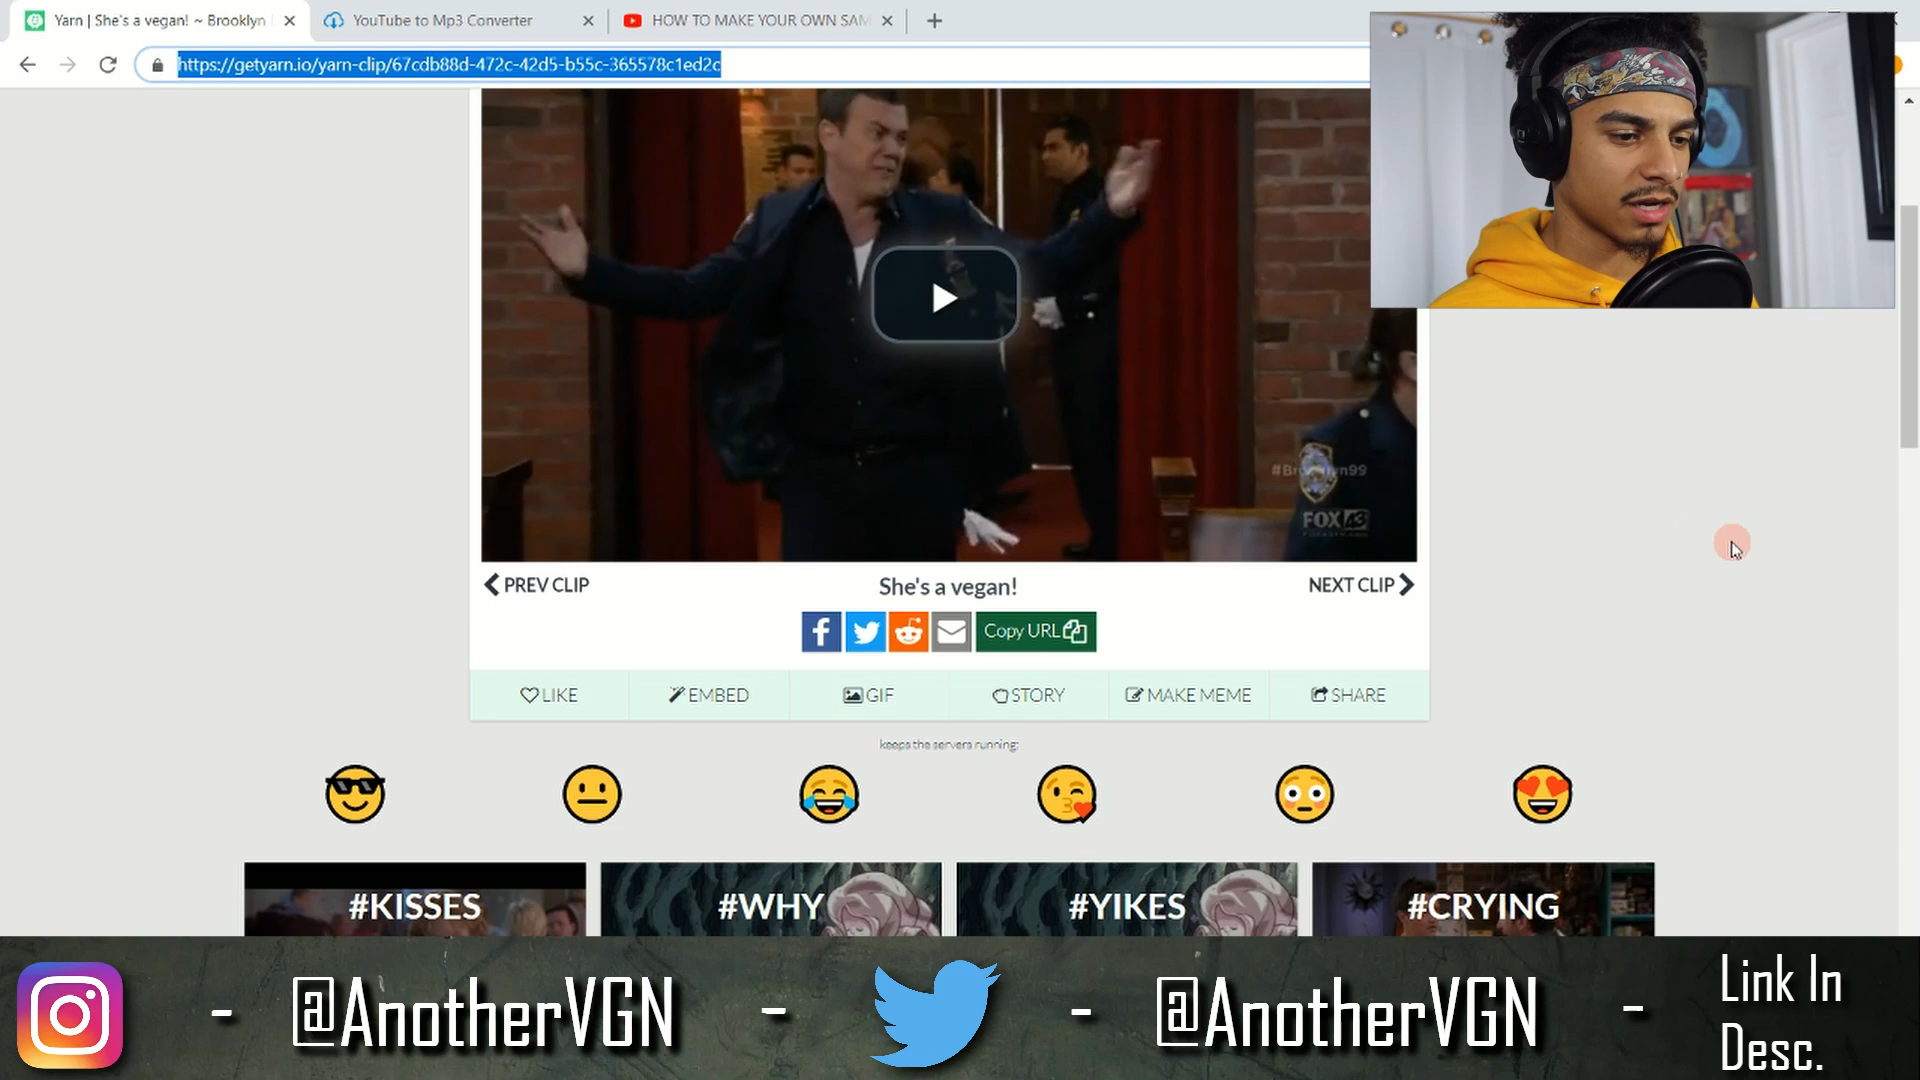 Yarn | She's a vegan! ~ Brooklyn
YouTube to Mp3 Converter
HOW TO MAKE YOUR OWN SAM
https://getyarn.io/yarn-clip/67cdb88d-472c-42d5-b55c-365578c1ed2c
#Brooklyn99
FOX 43
PREV CLIP
She's a vegan!
NEXT CLIP
Copy URL
LIKE
EMBED
GIF
STORY
MAKE MEME
SHARE
keeps the servers running:
#KISSES
#WHY
#YIKES
#CRYING
- @AnotherVGN - - @AnotherVGN - Link In
Desc.